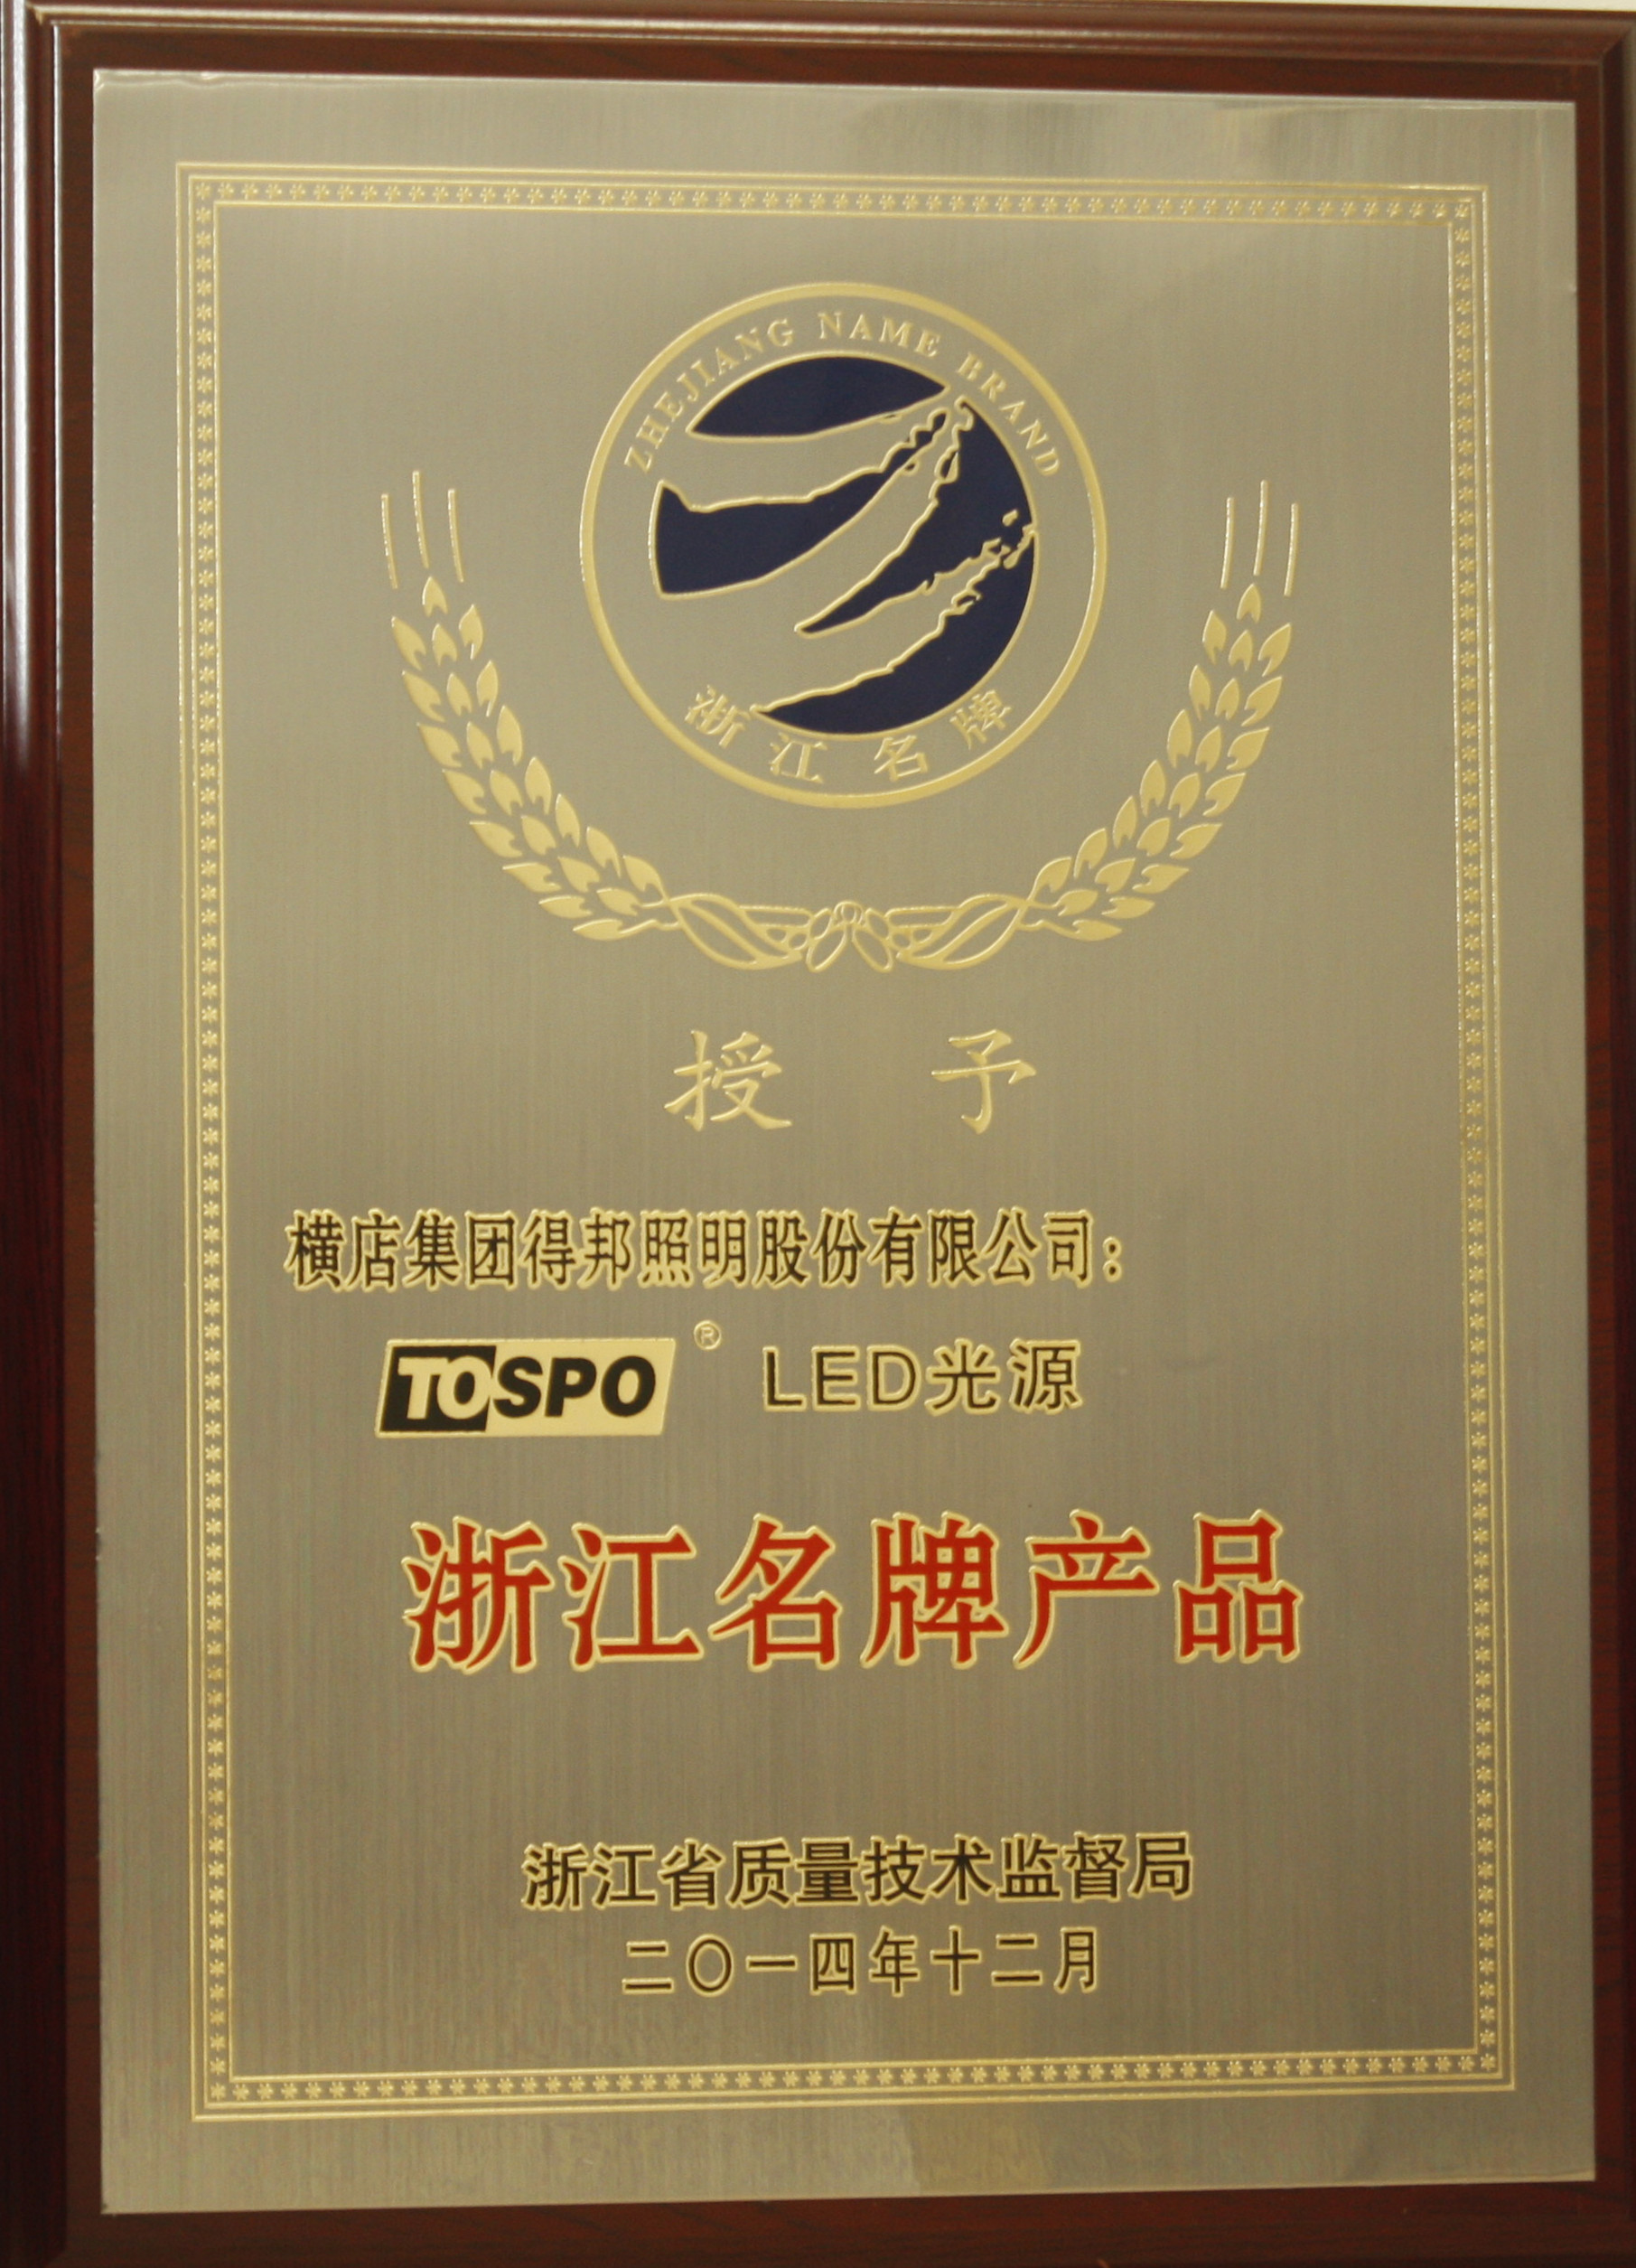 ZHEJIANG NAME BRAND
浙江名牌
授予
横店集团得邦照明股份有限公司：
TOSPO® LED光源
浙江名牌产品
浙江省质量技术监督局
二〇一四年十二月